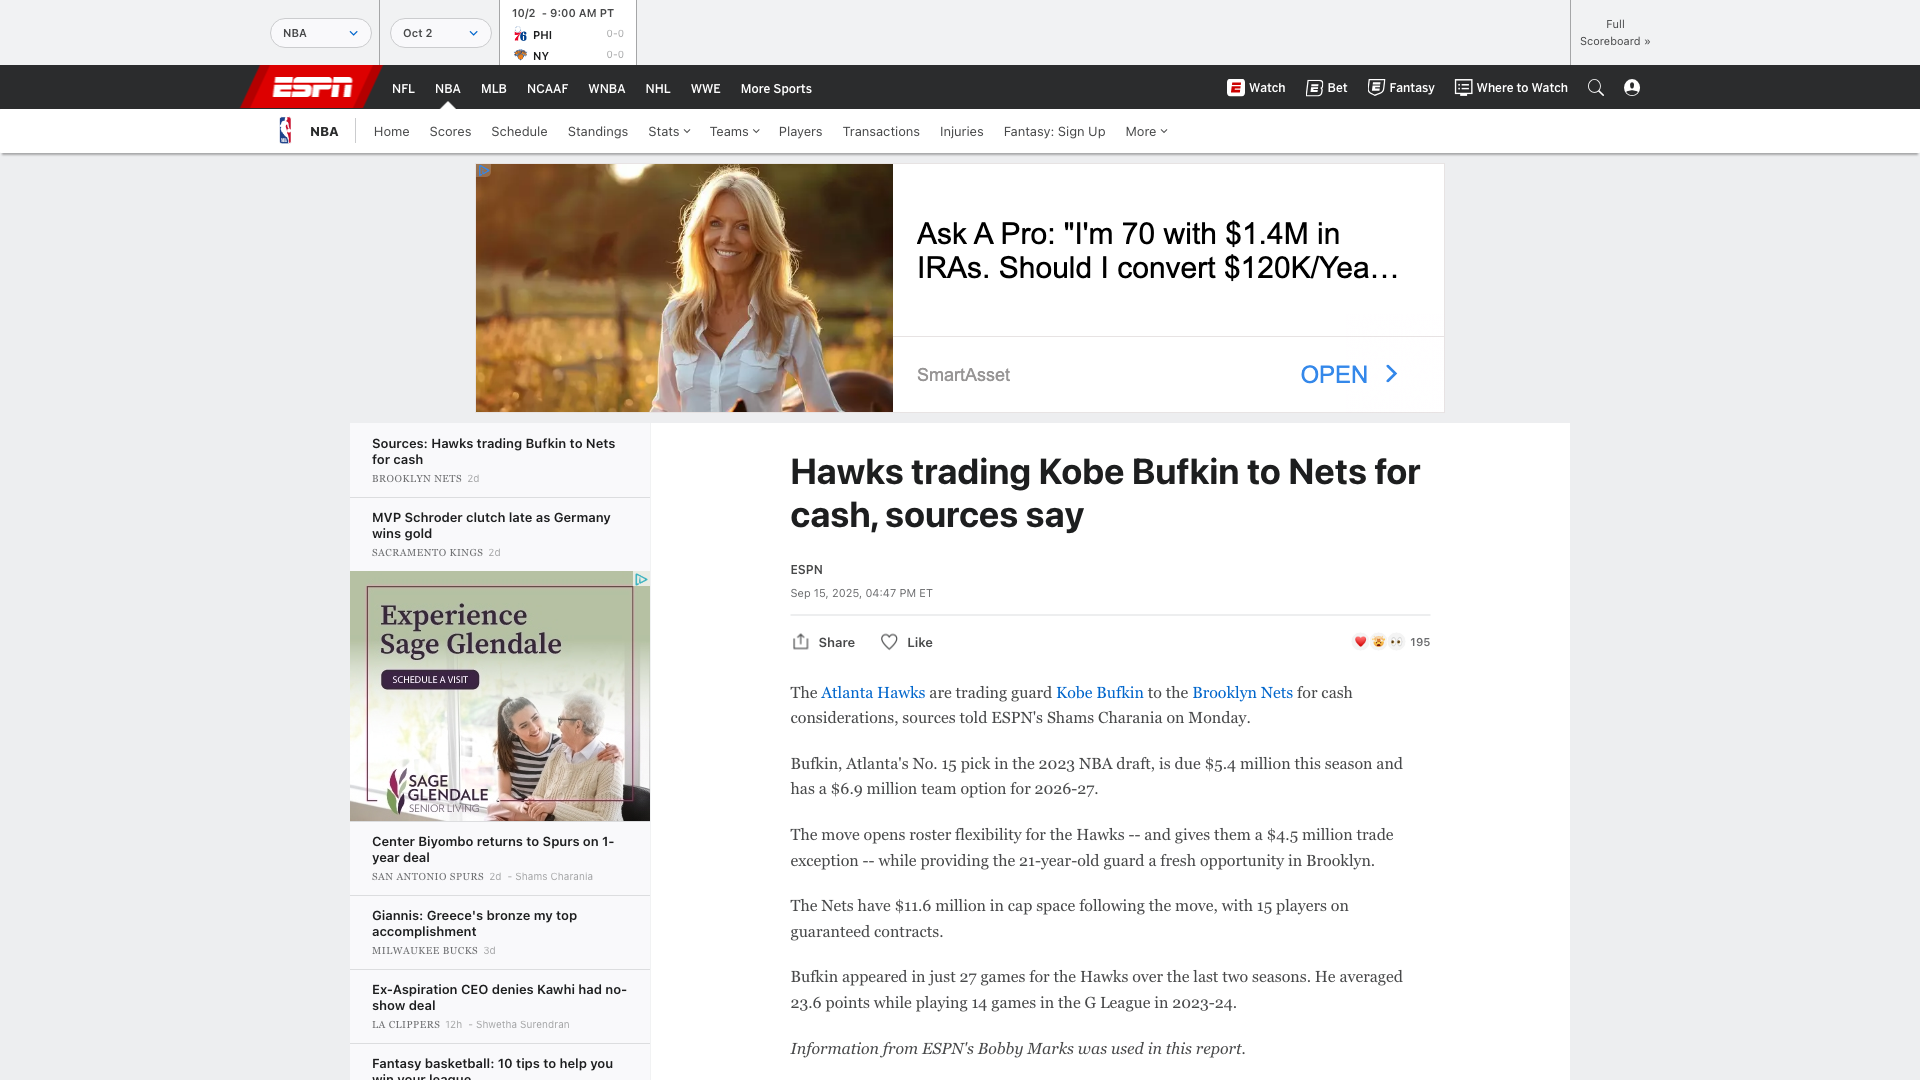 NBA
Oct 2
10/2 - 9:00 AM PT
PHI 0-0
NY 0-0
Full
Scoreboard »
ESPN
NFL NBA MLB NCAAF WNBA NHL WWE More Sports
Watch Bet Fantasy Where to Watch
NBA Home Scores Schedule Standings Stats Teams Players Transactions Injuries Fantasy: Sign Up More
Ask A Pro: "I'm 70 with $1.4M in
IRAs. Should I convert $120K/Yea...
SmartAsset
OPEN
Sources: Hawks trading Bufkin to Nets
for cash
BROOKLYN NETS 2d
MVP Schroder clutch late as Germany
wins gold
SACRAMENTO KINGS 2d
Experience
Sage Glendale
SCHEDULE A VISIT
SAGE
GLENDALE
SENIOR LIVING
Center Biyombo returns to Spurs on 1-
year deal
SAN ANTONIO SPURS 2d - Shams Charania
Giannis: Greece's bronze my top
accomplishment
MILWAUKEE BUCKS 3d
Ex-Aspiration CEO denies Kawhi had no-
show deal
LA CLIPPERS 12h - Shwetha Surendran
Fantasy basketball: 10 tips to help you
win your league
Hawks trading Kobe Bufkin to Nets for
cash, sources say
ESPN
Sep 15, 2025, 04:47 PM ET
Share Like 195
The Atlanta Hawks are trading guard Kobe Bufkin to the Brooklyn Nets for cash
considerations, sources told ESPN's Shams Charania on Monday.
Bufkin, Atlanta's No. 15 pick in the 2023 NBA draft, is due $5.4 million this season and
has a $6.9 million team option for 2026-27.
The move opens roster flexibility for the Hawks -- and gives them a $4.5 million trade
exception -- while providing the 21-year-old guard a fresh opportunity in Brooklyn.
The Nets have $11.6 million in cap space following the move, with 15 players on
guaranteed contracts.
Bufkin appeared in just 27 games for the Hawks over the last two seasons. He averaged
23.6 points while playing 14 games in the G League in 2023-24.
Information from ESPN's Bobby Marks was used in this report.